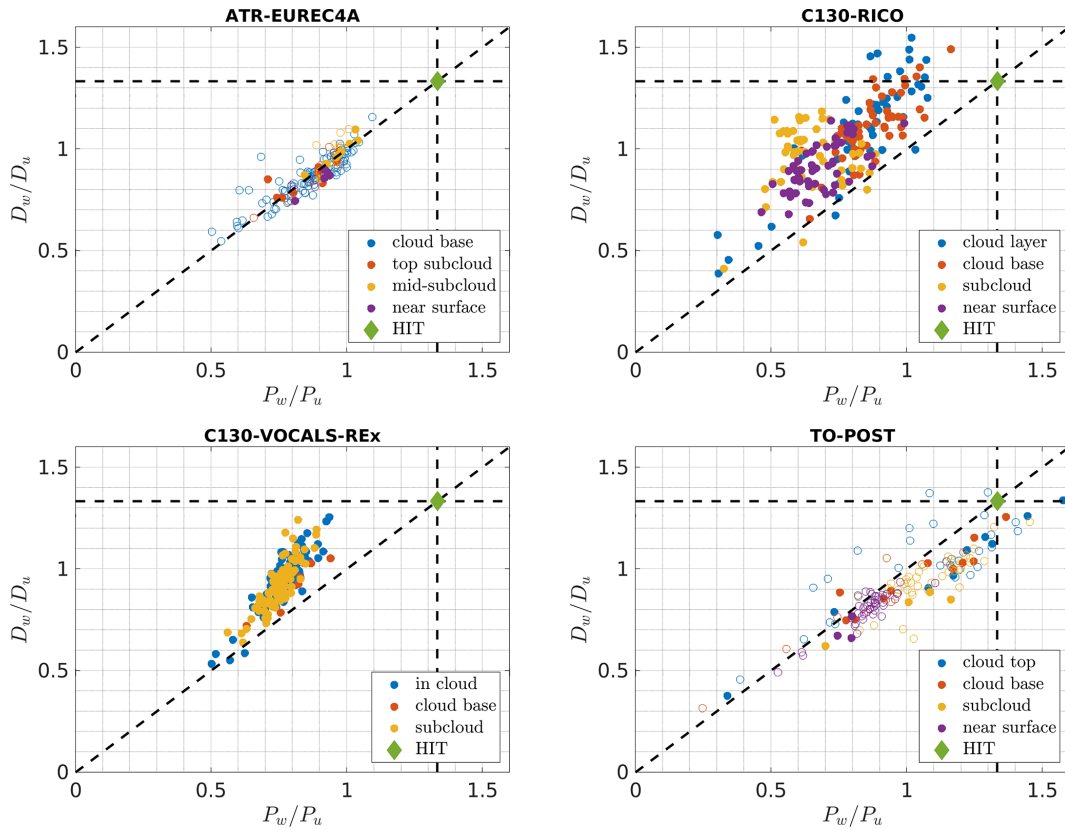 ATR-EUREC4A
1.5
1
0.5
0
D_w/D_u
cloud base
top subcloud
mid-subcloud
near surface
HIT
0
0.5
1
1.5
P_w/P_u
C130-RICO
1.5
1
0.5
0
D_w/D_u
cloud layer
cloud base
subcloud
near surface
HIT
0
0.5
1
1.5
P_w/P_u
C130-VOCALS-REx
1.5
1
0.5
0
D_w/D_u
in cloud
cloud base
subcloud
HIT
0
0.5
1
1.5
P_w/P_u
TO-POST
1.5
1
0.5
0
D_w/D_u
cloud top
cloud base
subcloud
near surface
HIT
0
0.5
1
1.5
P_w/P_u